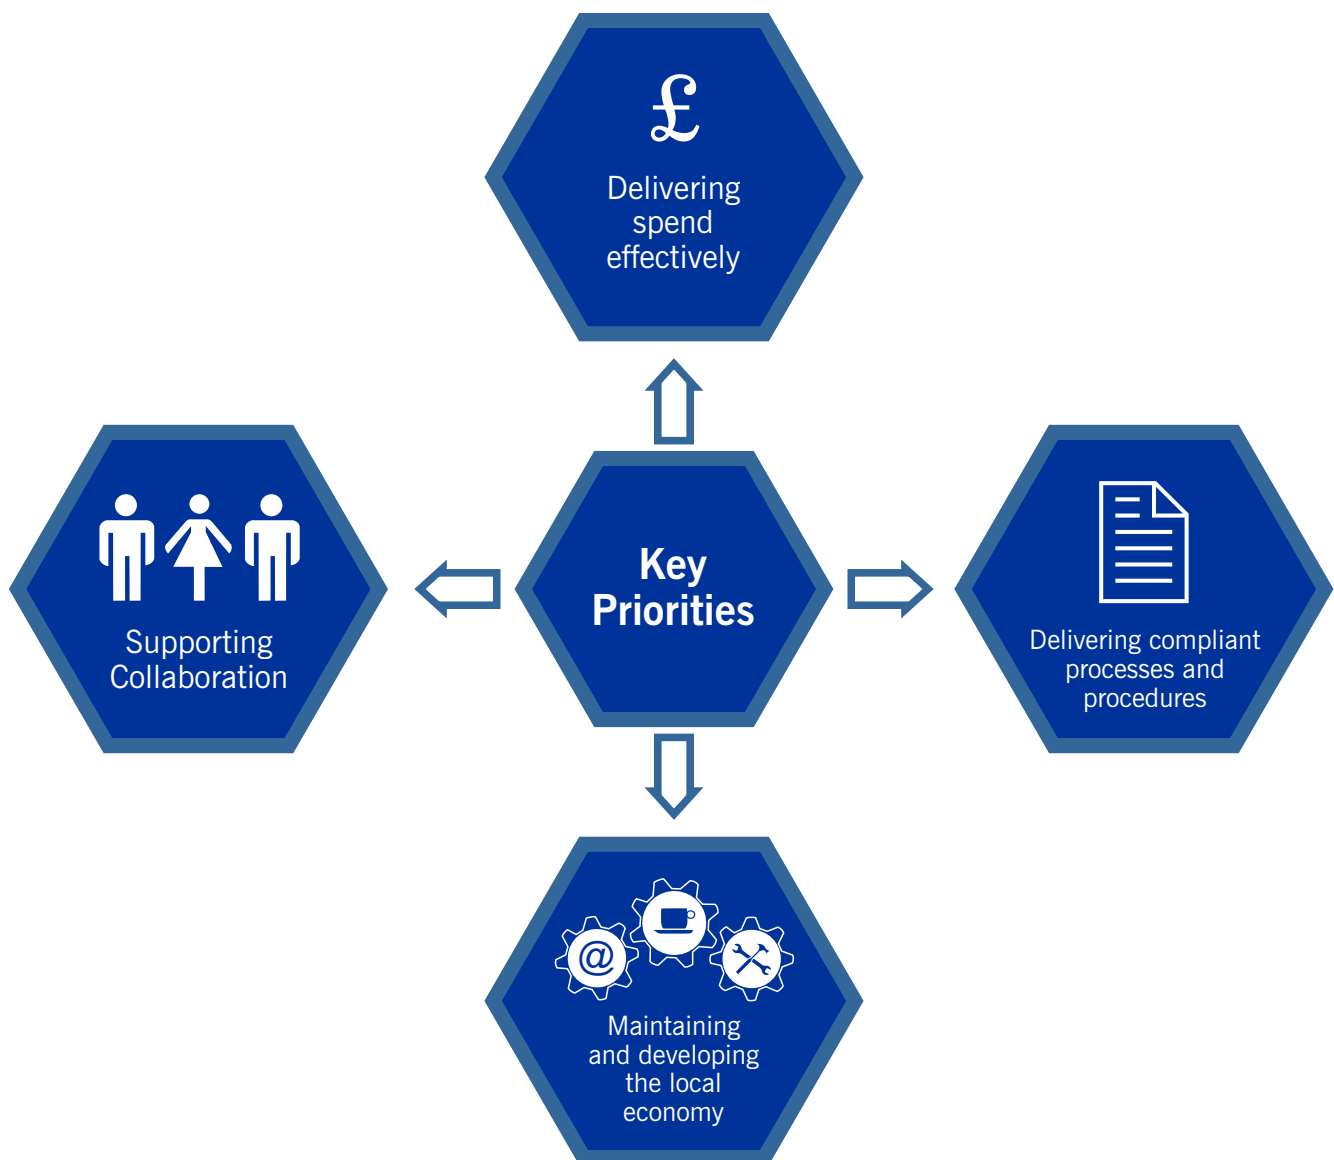 £
Delivering
spend
effectively
Supporting
Collaboration
Key
Priorities
Delivering compliant
processes and
procedures
@
Maintaining
and developing
the local
economy